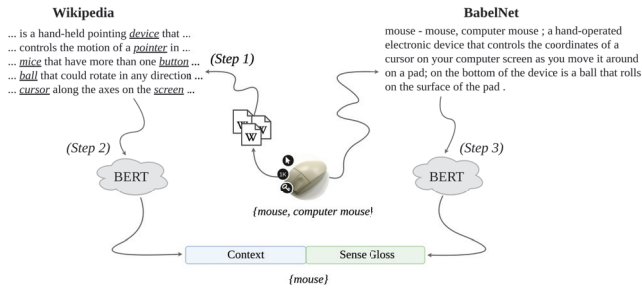 Wikipedia
... is a hand-held pointing device that ...
... controls the motion of a pointer in ...
... mice that have more than one button ...
... ball that could rotate in any direction ...
... cursor along the axes on the screen ...
BabelNet
mouse - mouse, computer mouse ; a hand-operated
electronic device that controls the coordinates of a
cursor on your computer screen as you move it around
on a pad; on the bottom of the device is a ball that rolls
on the surface of the pad .
(Step 1)
W W
W
1K
{mouse, computer mouse}
(Step 2)
BERT
(Step 3)
BERT
Context
Sense Gloss
{mouse}